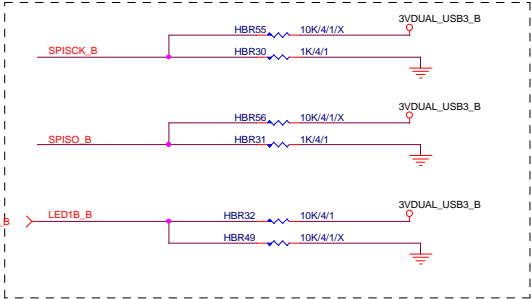 HBR55 10K/4/1/X 3VDUAL_USB3_B
SPISCK_B HBR30 1K/4/1
HBR56 10K/4/1/X 3VDUAL_USB3_B
SPISO_B HBR31 1K/4/1
_B LED1B_B HBR32 10K/4/1 3VDUAL_USB3_B
HBR49 10K/4/1/X